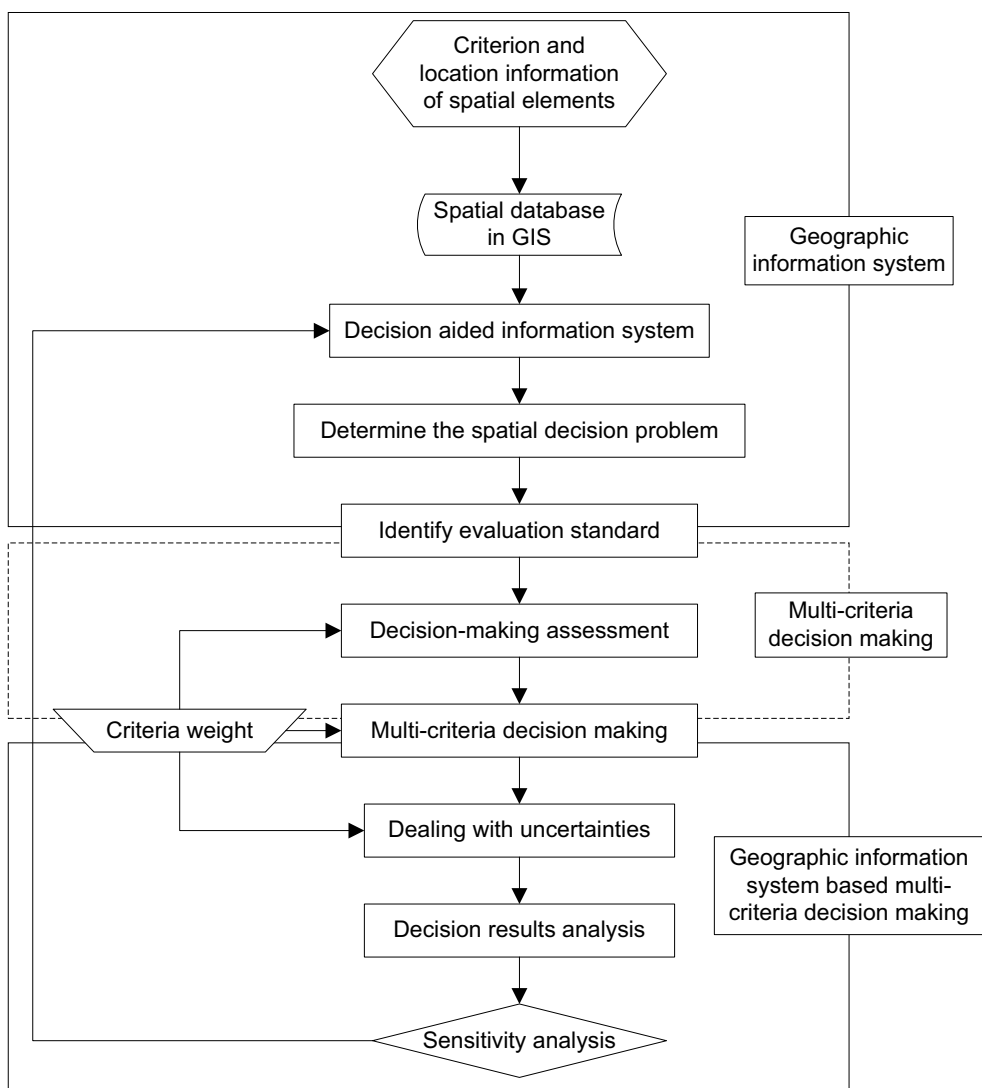 Criterion and
location information
of spatial elements
Spatial database
in GIS
Geographic
information system
Decision aided information system
Determine the spatial decision problem
Identify evaluation standard
Decision-making assessment
Multi-criteria
decision making
Criteria weight
Multi-criteria decision making
Dealing with uncertainties
Geographic information
system based multi-
criteria decision making
Decision results analysis
Sensitivity analysis